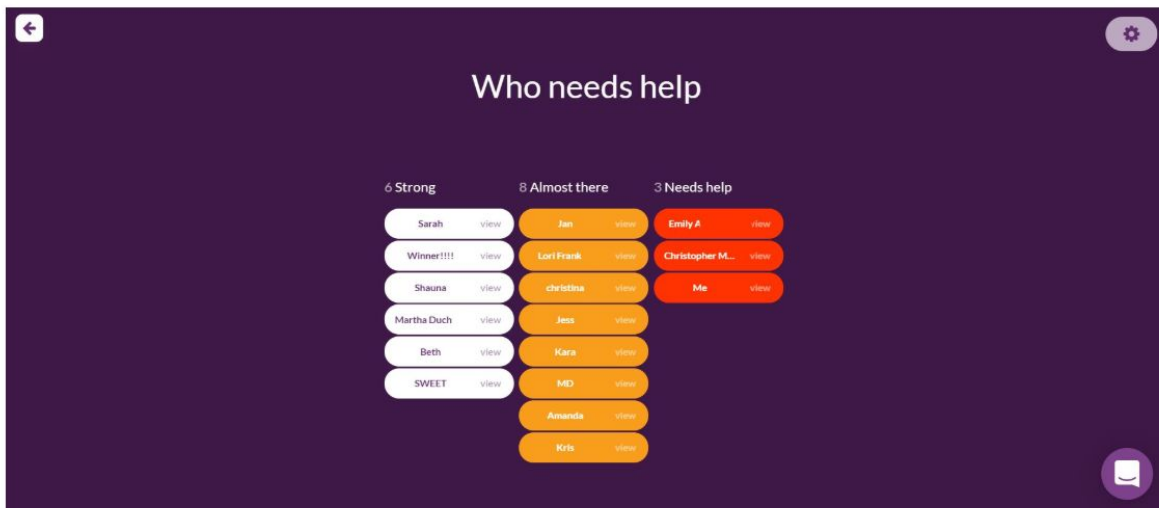 Who needs help
6 Strong 8 Almost there 3 Needs help
Sarah view Jan view Emily A view
Winner!!!! view Lori Frank view Christopher M... view
Shauna view christina view Me view
Martha Duch view Jess view
Beth view Kara view
SWEET view MD view
Amanda view
Kris view